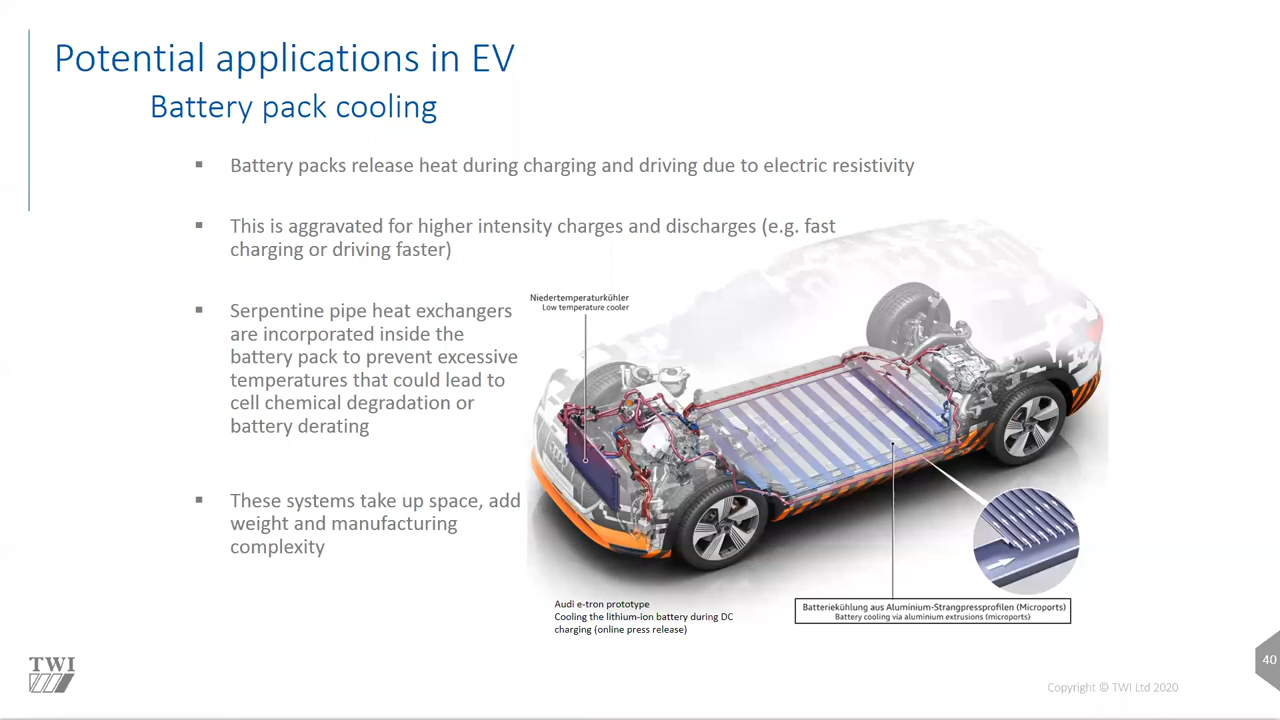 Potential applications in EV
Battery pack cooling
▪ Battery packs release heat during charging and driving due to electric resistivity
▪ This is aggravated for higher intensity charges and discharges (e.g. fast
charging or driving faster)
▪ Serpentine pipe heat exchangers
are incorporated inside the
battery pack to prevent excessive
temperatures that could lead to
cell chemical degradation or
battery derating
▪ These systems take up space, add
weight and manufacturing
complexity
Niedertemperaturkühler
Low temperature cooler
Audi e-tron prototype
Cooling the lithium-ion battery during DC
charging (online press release)
Batteriekühlung aus Aluminium-Strangpressprofilen (Microports)
Battery cooling via aluminium extrusions (microports)
TWI
Copyright © TWI Ltd 2020
40